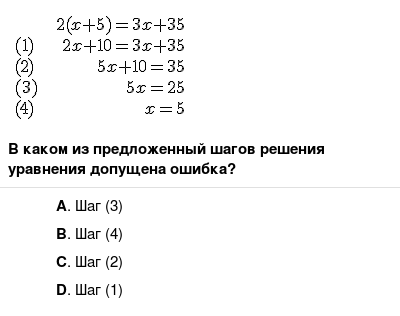 2(x+5)=3x+35
(1) 2x+10=3x+35
(2) 5x+10=35
(3) 5x=25
(4) x=5
В каком из предложенный шагов решения
уравнения допущена ошибка?
A. Шаг (3)
B. Шаг (4)
C. Шаг (2)
D. Шаг (1)